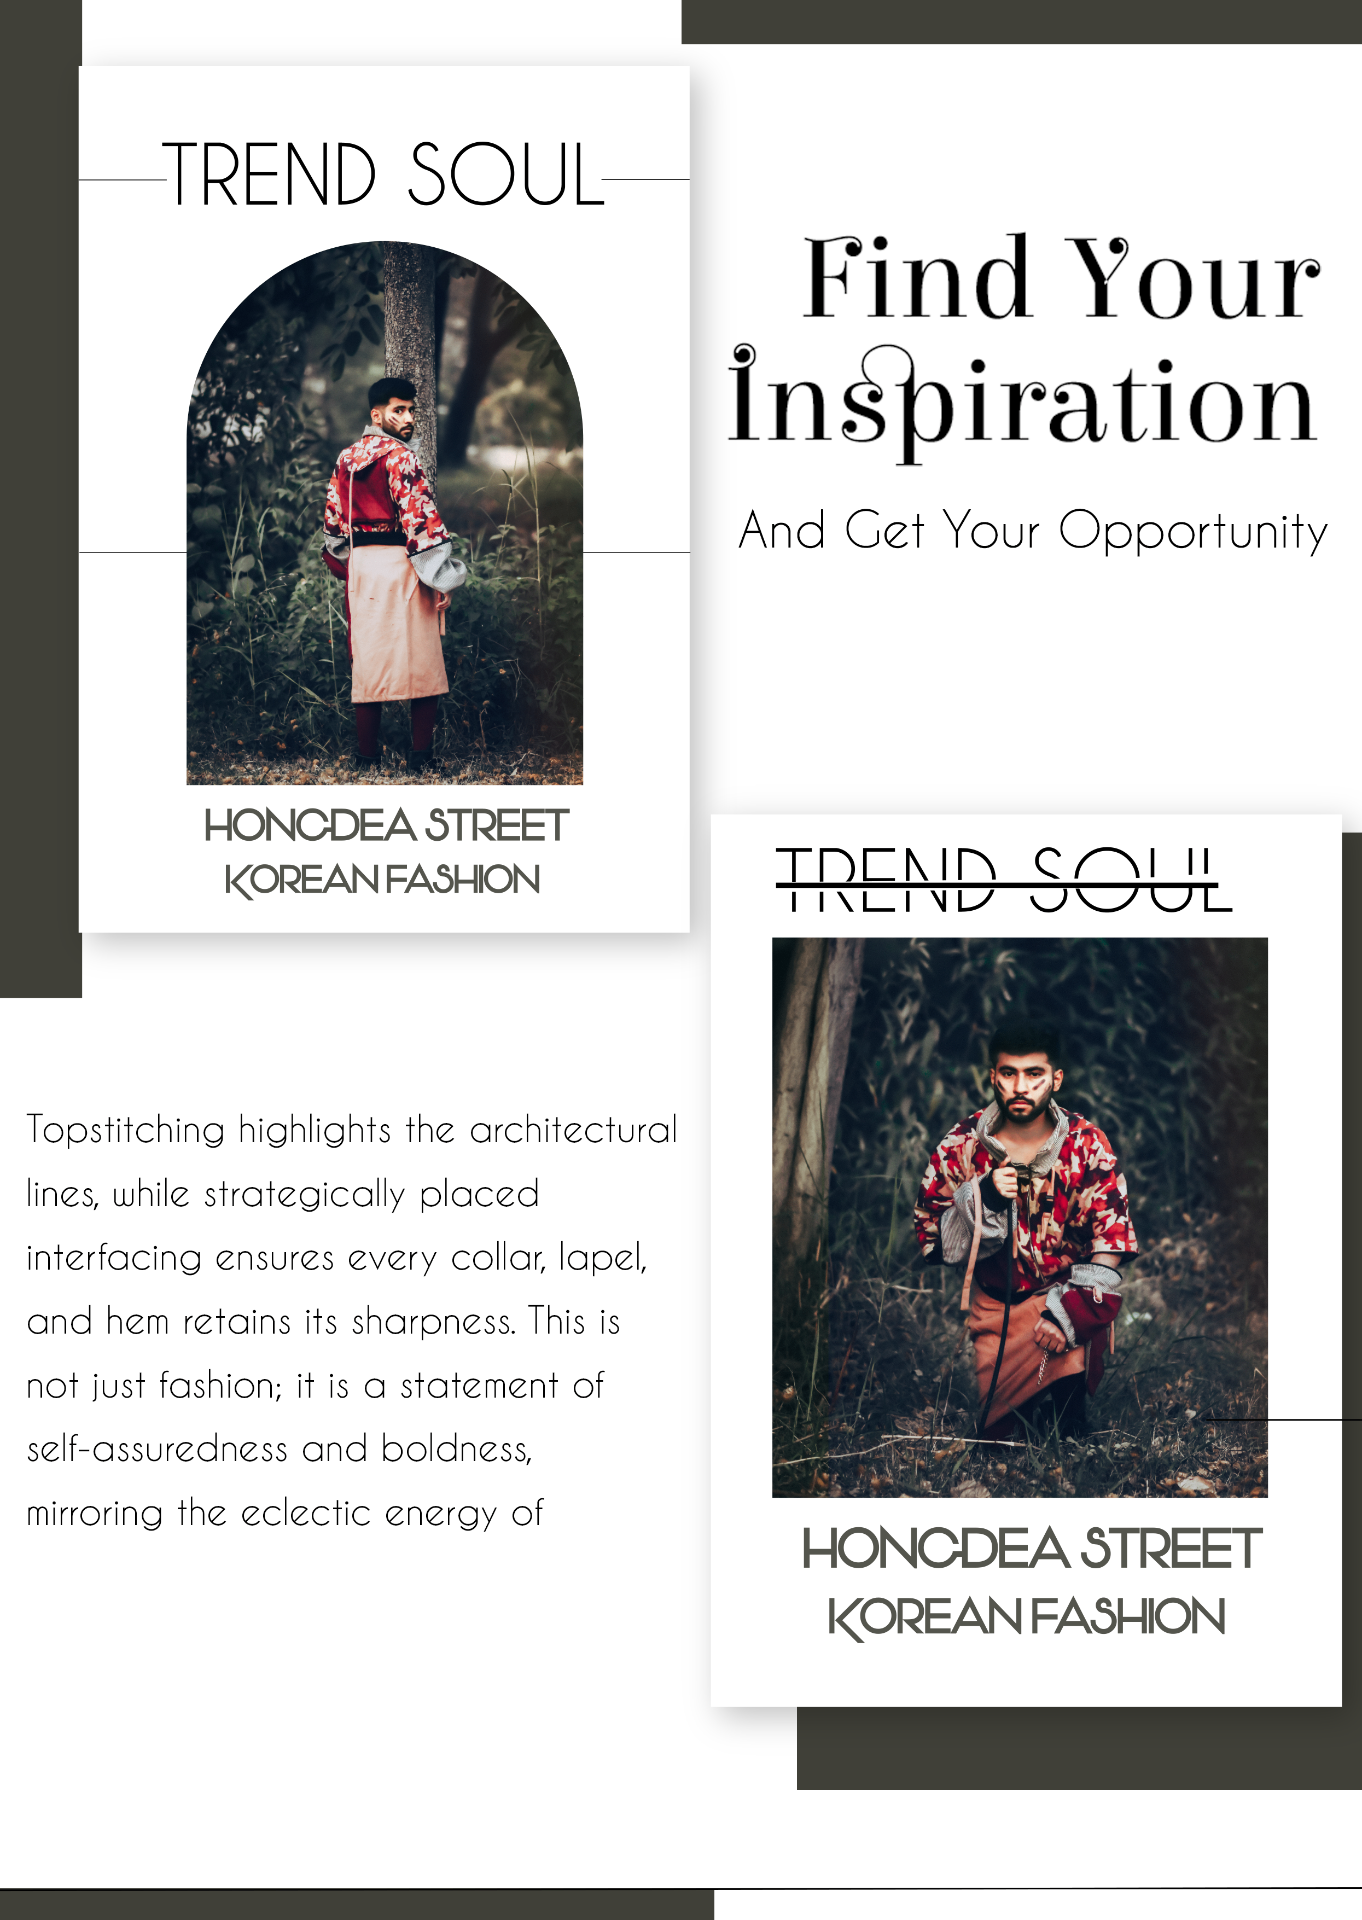 TREND SOUL
HONGDEA STREET
KOREAN FASHION
Find Your
Inspiration
And Get Your Opportunity
TREND SOUL
HONGDEA STREET
KOREAN FASHION
Topstitching highlights the architectural
lines, while strategically placed
interfacing ensures every collar, lapel,
and hem retains its sharpness. This is
not just fashion; it is a statement of
self-assuredness and boldness,
mirroring the eclectic energy of